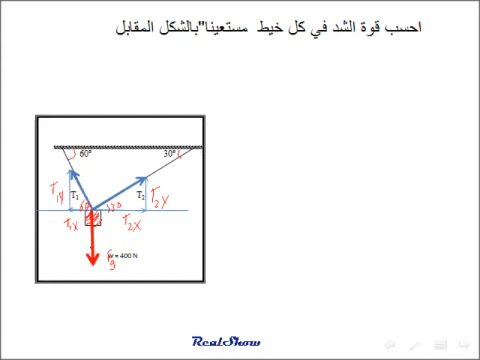 احسب قوة الشد في كل خيط مستعينا"بالشكل المقابل
60° 30°
T1y T1 60 30 T2 T2x
T1x T2x
Fg
w = 400 N
RealShow